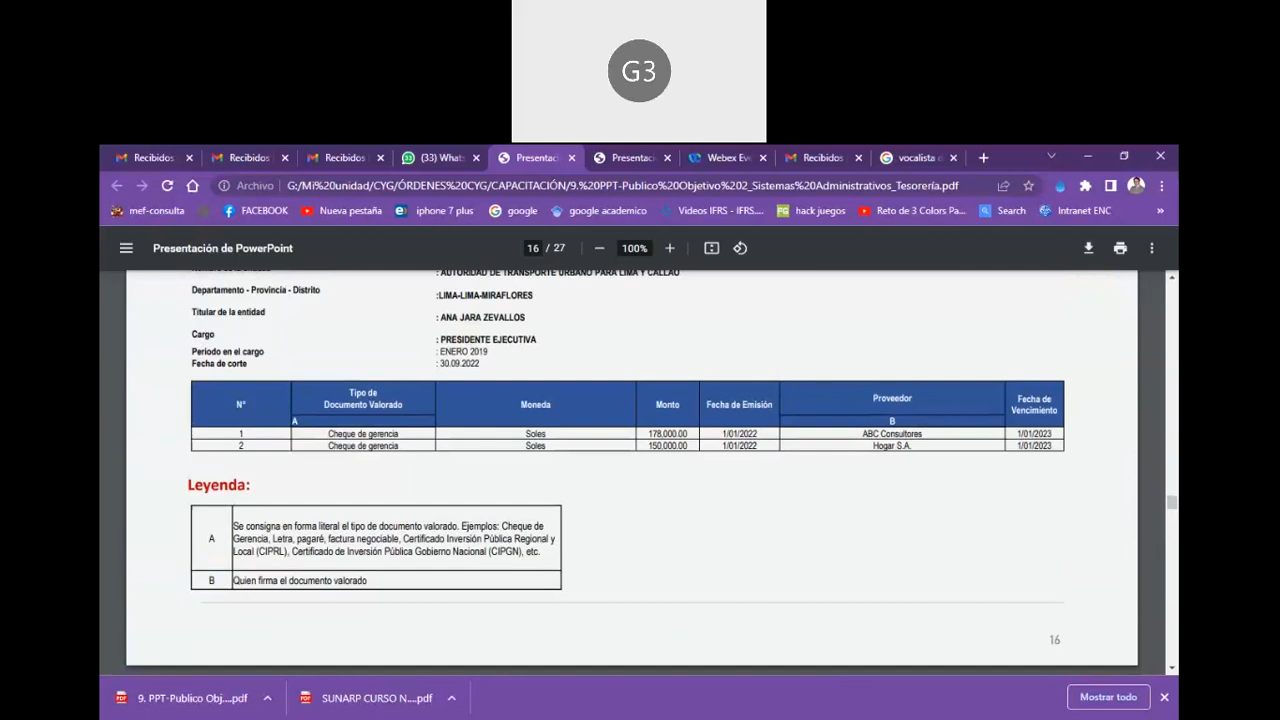 G3
Recibidos
Recibidos
Recibidos
(33) What
Presentaci
Presentaci
Webex Eve
Recibidos
vocalista d
Archivo G:/Mi%20unidad/CYG/ÓRDENES%20CYG/CAPACITACIÓN/9.%20PPT-Publico%20Objetivo%202_Sistemas%20Administrativos_Tesorería.pdf
mef-consulta
FACEBOOK
Nueva pestaña
iphone 7 plus
google
google academico
Videos IFRS - IFRS....
hack juegos
Reto de 3 Colors Pa...
Search
Intranet ENC
»
Presentación de PowerPoint
16 / 27
100%
: AUTORIDAD DE TRANSPORTE URBANO PARA LIMA Y CALLAO
Departamento - Provincia - Distrito :LIMA-LIMA-MIRAFLORES
Titular de la entidad : ANA JARA ZEVALLOS
Cargo : PRESIDENTE EJECUTIVA
Periodo en el cargo : ENERO 2019
Fecha de corte : 30.09.2022
N°
Tipo de
Documento Valorado
A
Moneda
Monto
Fecha de Emisión
Proveedor
B
Fecha de
Vencimiento
1 Cheque de gerencia Soles 178,000.00 1/01/2022 ABC Consultores 1/01/2023
2 Cheque de gerencia Soles 150,000.00 1/01/2022 Hogar S.A. 1/01/2023
Leyenda:
A
Se consigna en forma literal el tipo de documento valorado. Ejemplos: Cheque de
Gerencia, Letra, pagaré, factura negociable, Certificado Inversión Pública Regional y
Local (CIPRL), Certificado de Inversión Pública Gobierno Nacional (CIPGN), etc.
B Quien firma el documento valorado
16
9. PPT-Publico Obj....pdf
SUNARP CURSO N....pdf
Mostrar todo